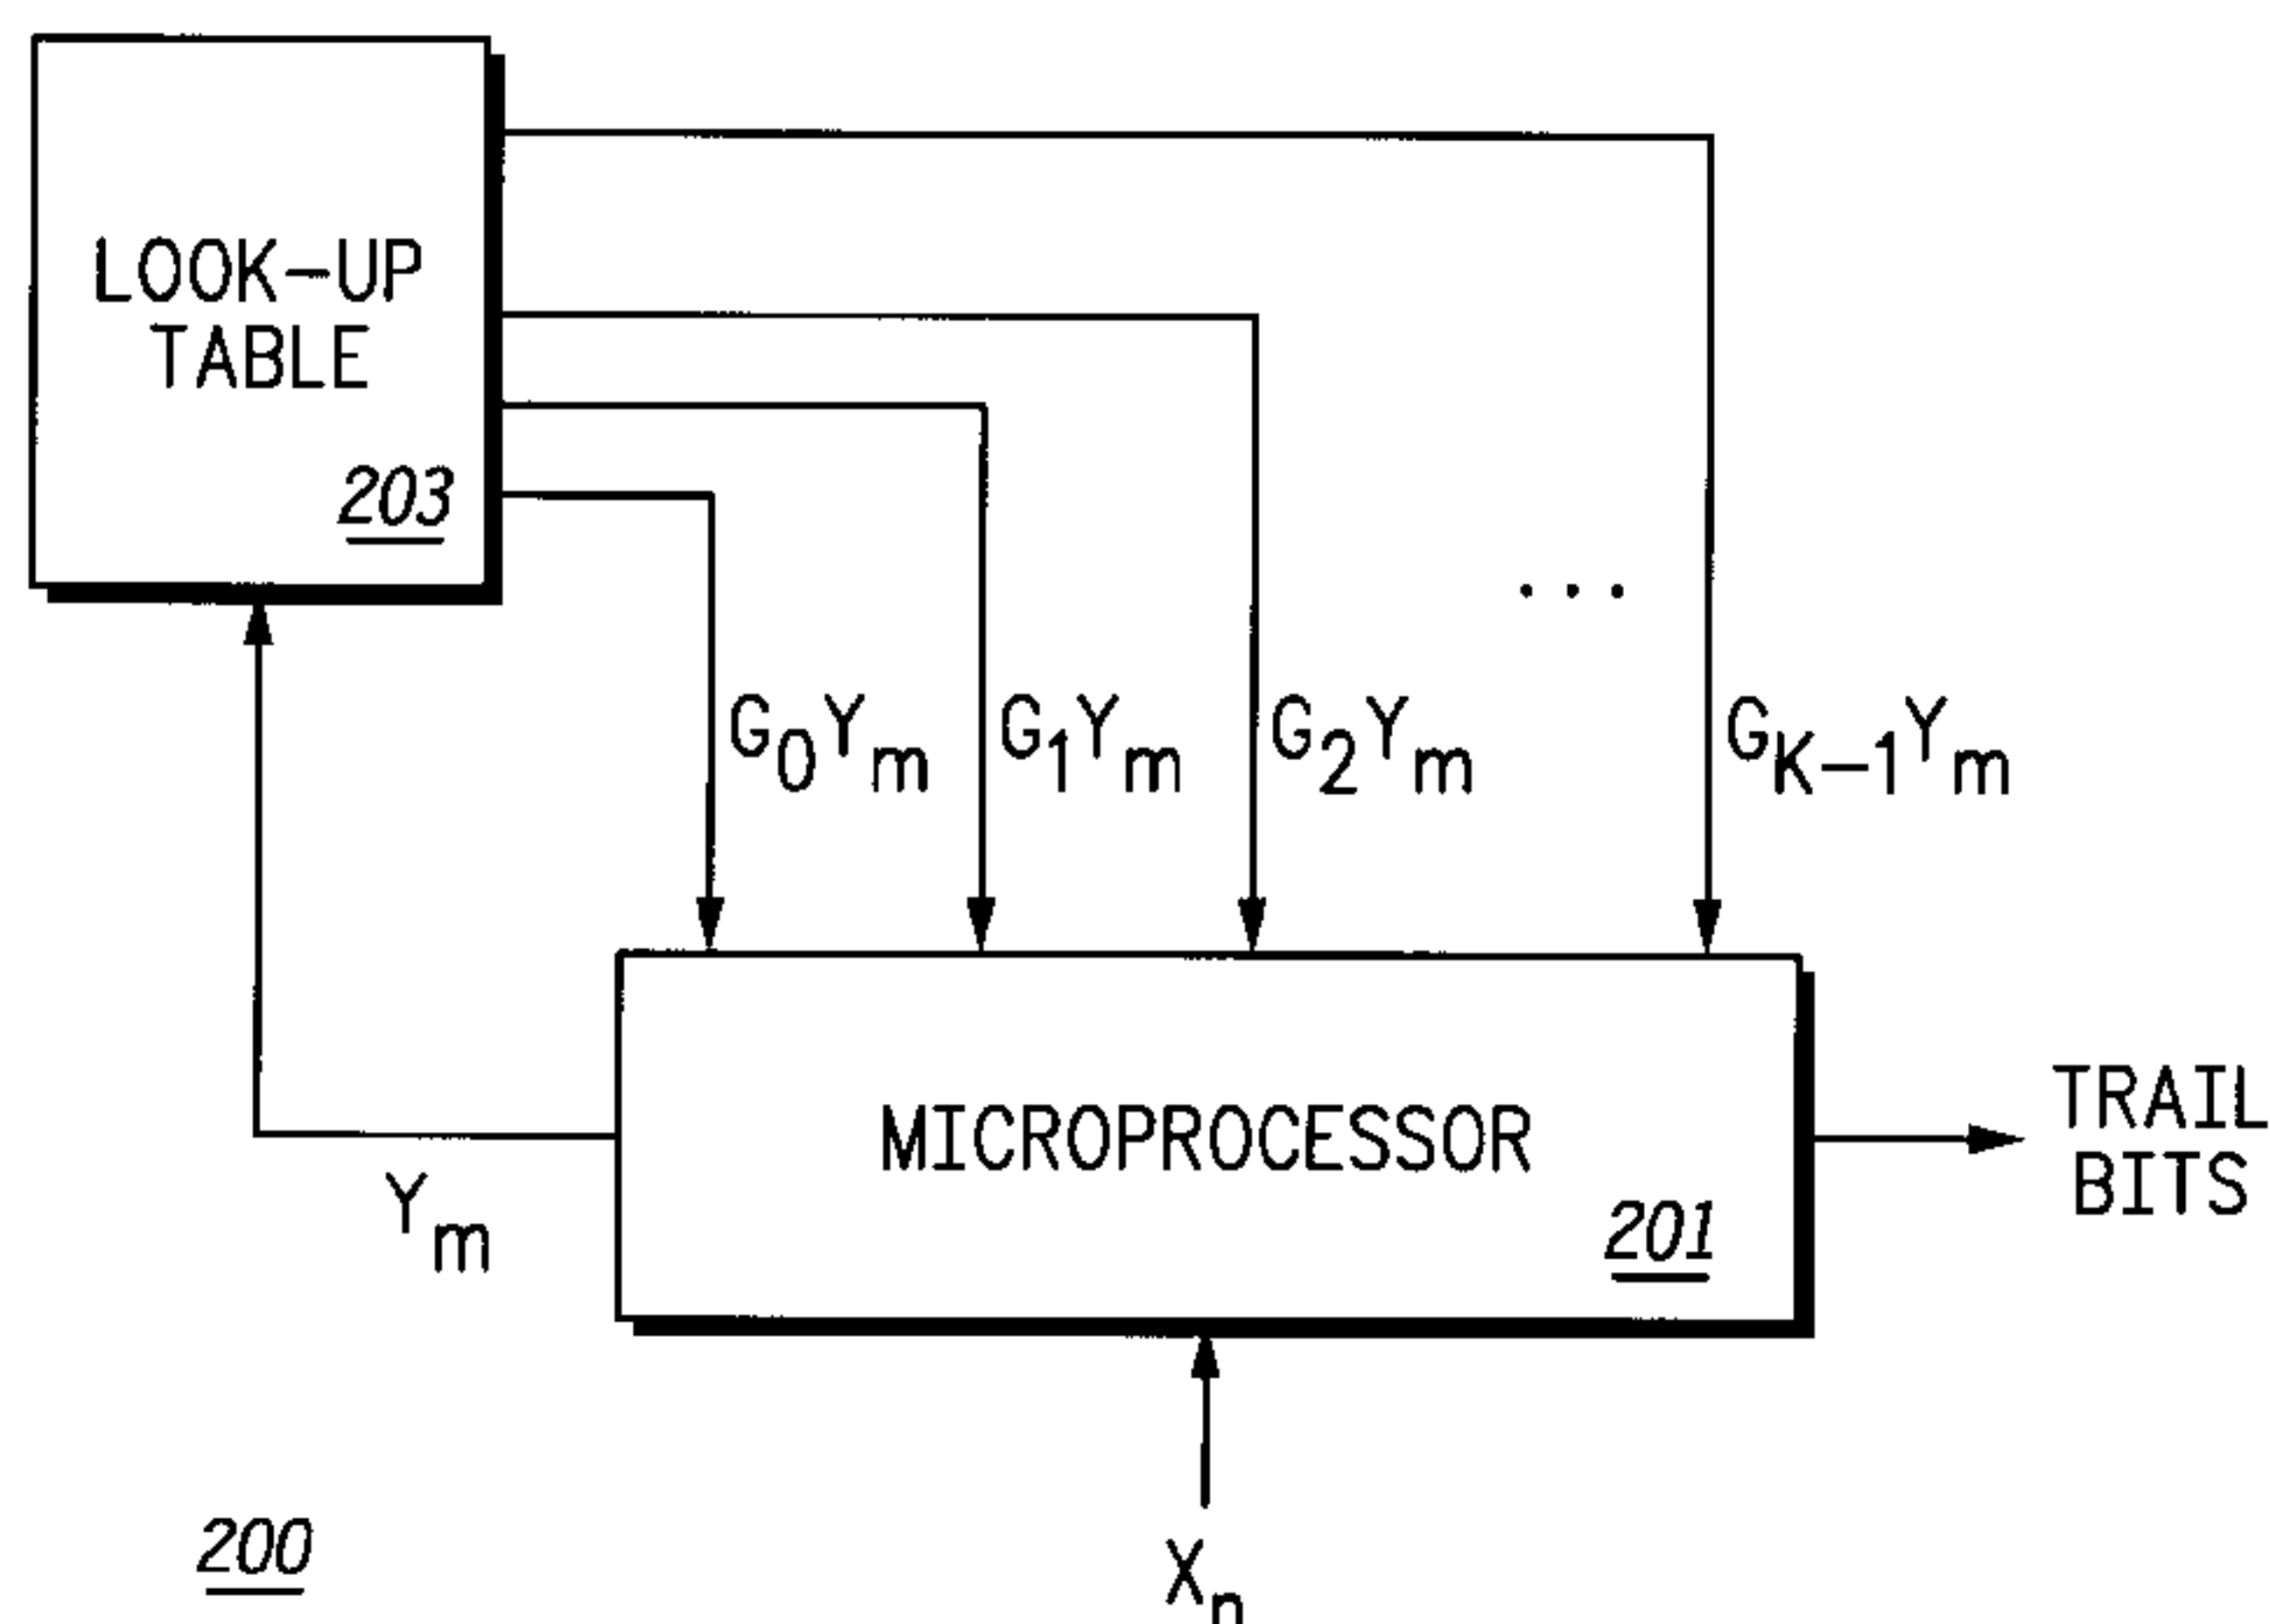 LOOK-UP
TABLE
203
G0Ym
G1Ym
G2Ym
...
GK-1Ym
MICROPROCESSOR
201
TRAIL
BITS
Ym
Xn
200